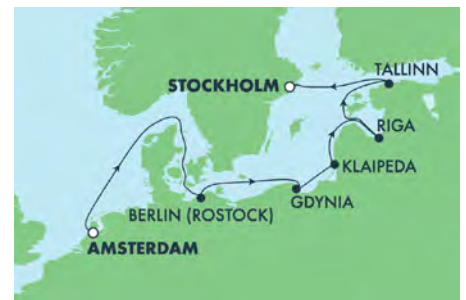 TALLINN
STOCKHOLM
RIGA
KLAIPEDA
GDYNIA
BERLIN (ROSTOCK)
AMSTERDAM